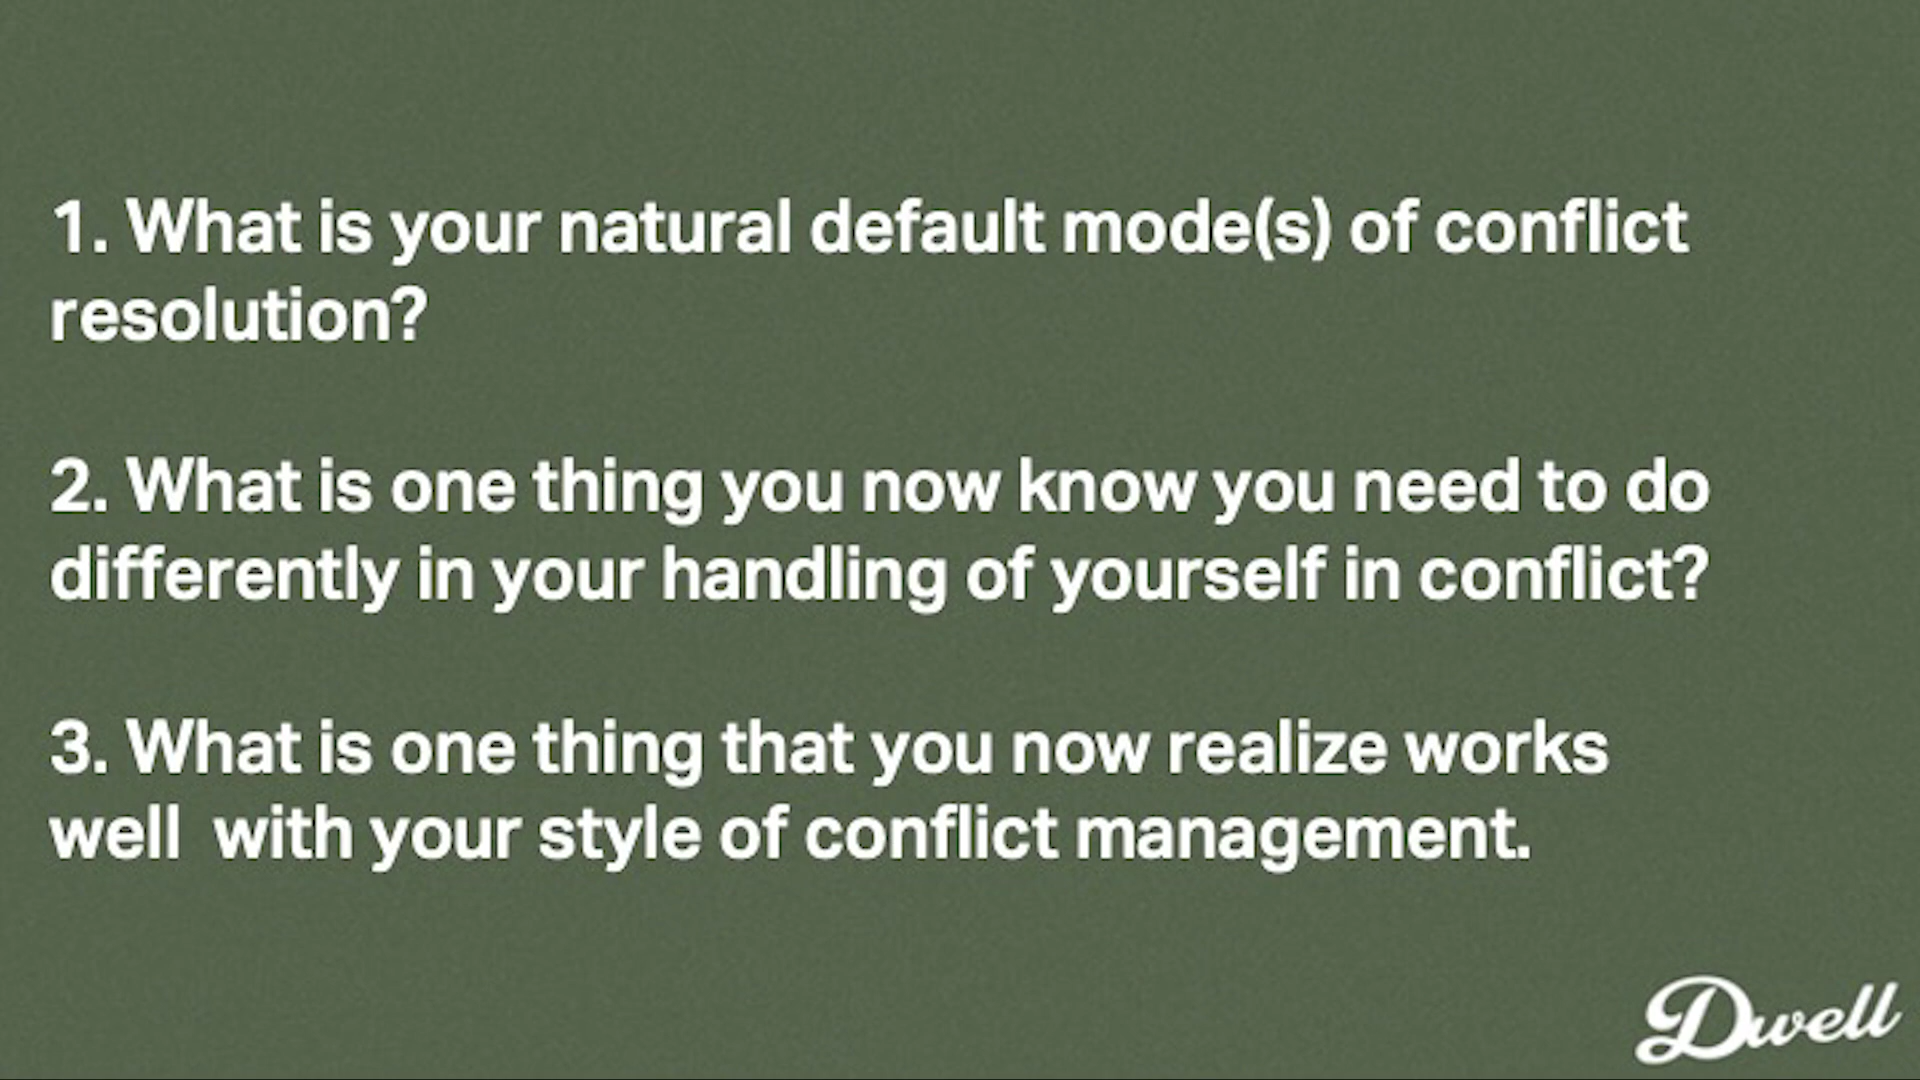 1. What is your natural default mode(s) of conflict
resolution?
2. What is one thing you now know you need to do
differently in your handling of yourself in conflict?
3. What is one thing that you now realize works
well  with your style of conflict management.
Dwell